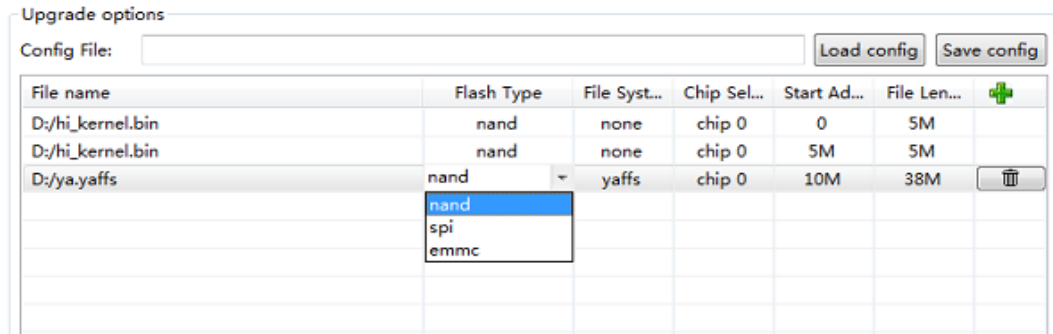 Upgrade options
Config File: Load config Save config
File name Flash Type File Syst... Chip Sel... Start Ad... File Len...
D:/hi_kernel.bin nand none chip 0 0 5M
D:/hi_kernel.bin nand none chip 0 5M 5M
D:/ya.yaffs nand yaffs chip 0 10M 38M
nand
spi
emmc